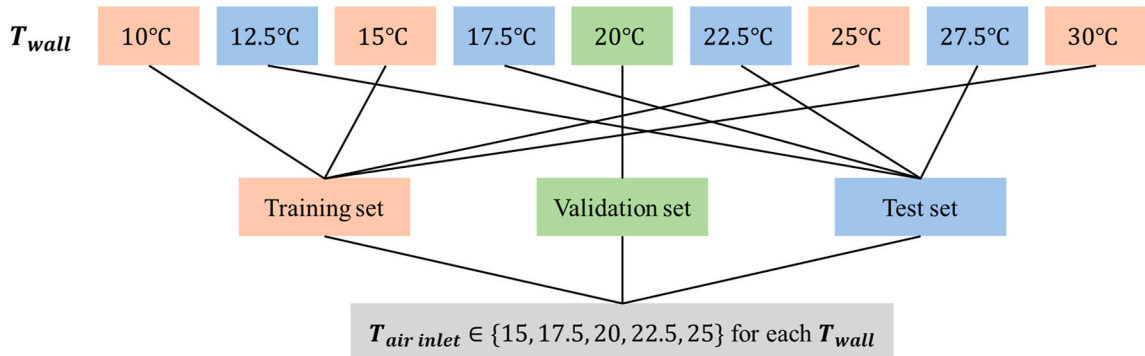 T_wall 10°C 12.5°C 15°C 17.5°C 20°C 22.5°C 25°C 27.5°C 30°C
Training set Validation set Test set
T_air inlet ∈ {15, 17.5, 20, 22.5, 25} for each T_wall